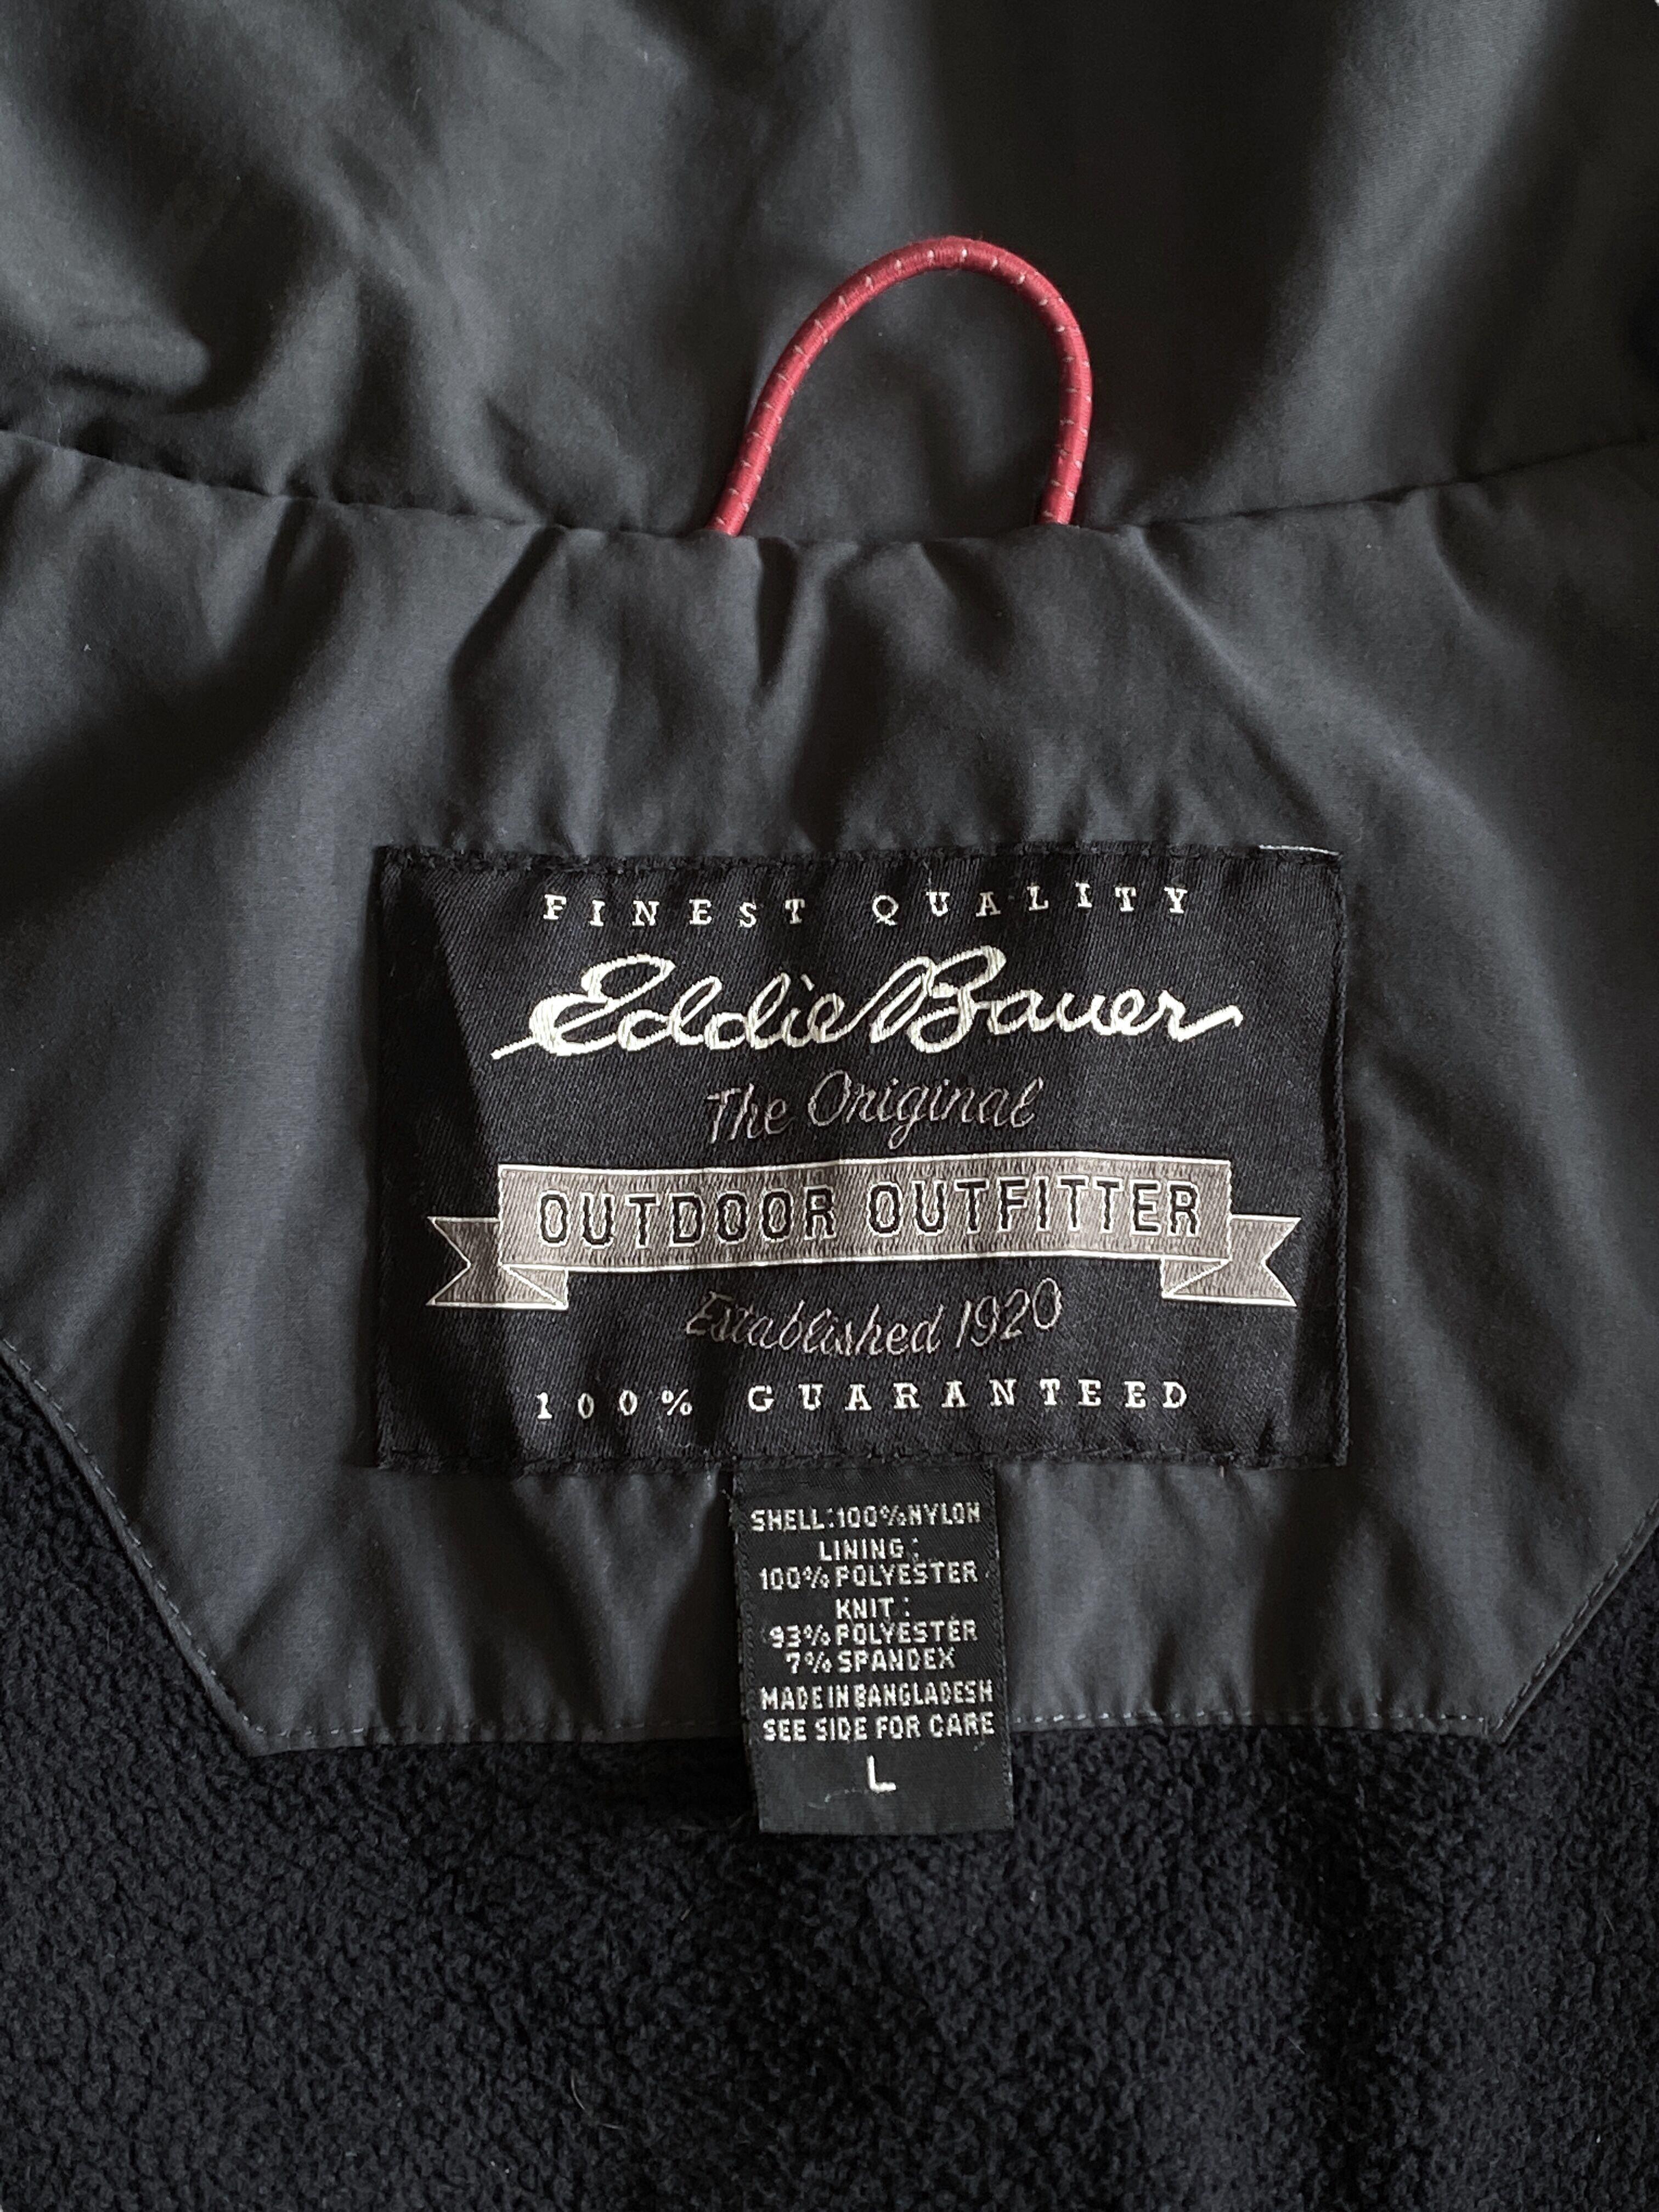 FINEST QUALITY
Eddie Bauer
The Original
OUTDOOR OUTFITTER
Established 1920
100% GUARANTEED
SHELL:100%NYLON
LINING:
100%POLYESTER
KNIT:
93%POLYESTER
7%SPANDEX
MADE IN BANGLADESH
SEE SIDE FOR CARE
L